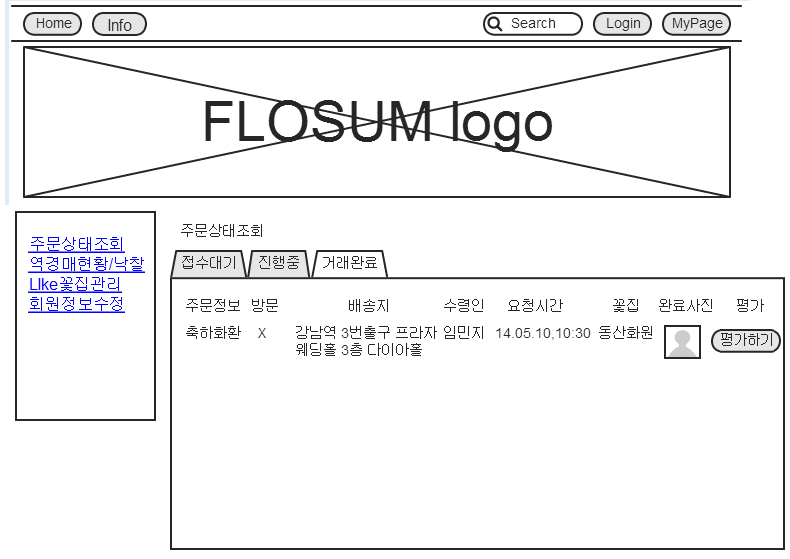 Home Info Search Login MyPage
FLOSUM logo
주문상태조회
역경매현황/낙찰
LIke꽃집관리
회원정보수정
주문상태조회
접수대기 진행중 거래완료
주문정보 방문 배송지 수령인 요청시간 꽃집 완료사진 평가
축하화환 X 강남역 3번출구 프라자 임민지 14.05.10,10:30 동산화원 평가하기
웨딩홀 3층 다이아홀